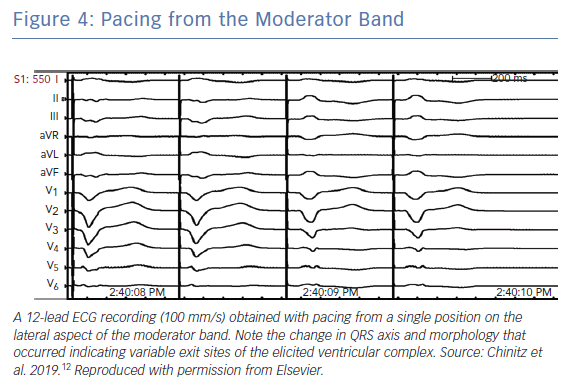 Figure 4: Pacing from the Moderator Band
S1: 550 I
200 ms
II
III
aVR
aVL
aVF
V1
V2
V3
V4
V5
V6
2:40:08 PM
2:40:09 PM
2:40:10 PM
A 12-lead ECG recording (100 mm/s) obtained with pacing from a single position on the
lateral aspect of the moderator band. Note the change in QRS axis and morphology that
occurred indicating variable exit sites of the elicited ventricular complex. Source: Chinitz et
al. 2019.¹² Reproduced with permission from Elsevier.